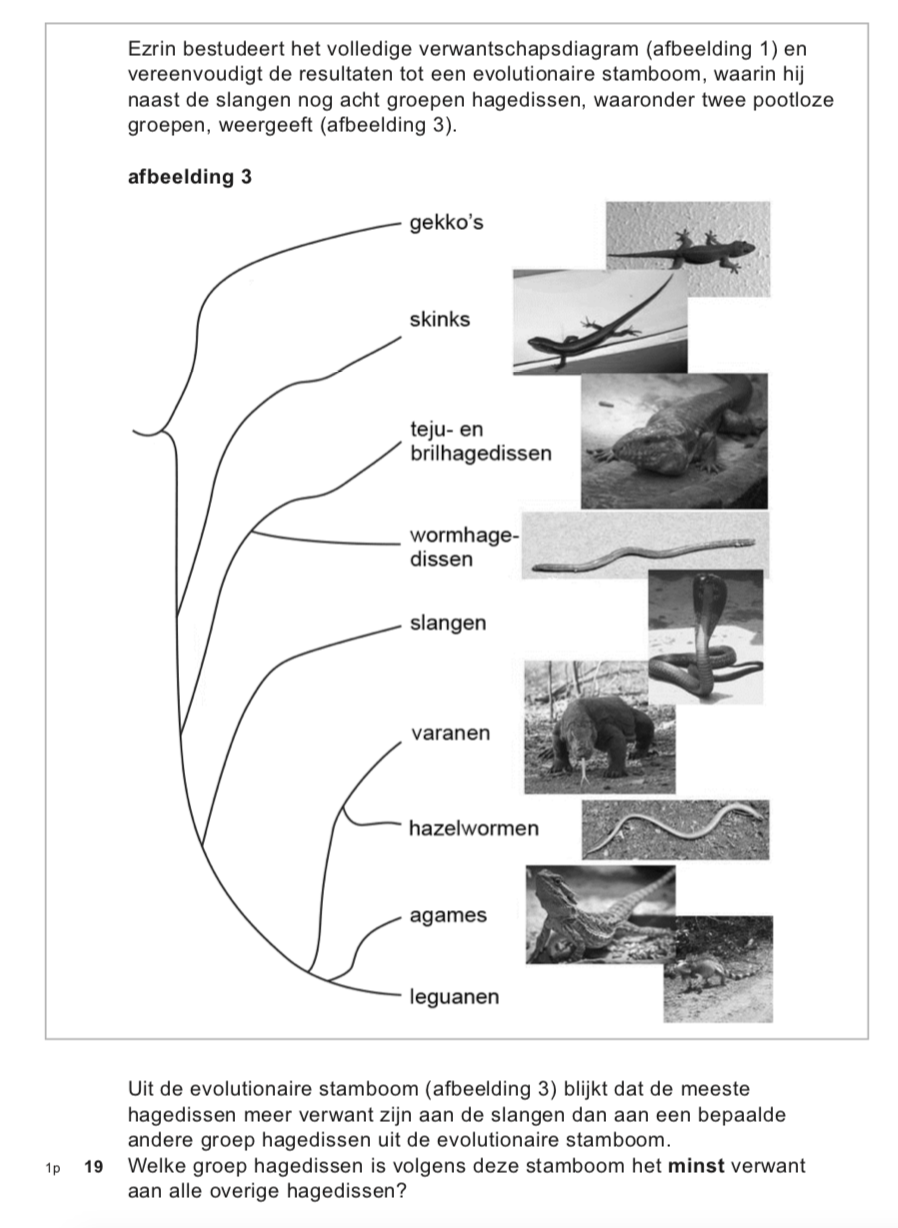 Ezrin bestudeert het volledige verwantschapsdiagram (afbeelding 1) en
vereenvoudigt de resultaten tot een evolutionaire stamboom, waarin hij
naast de slangen nog acht groepen hagedissen, waaronder twee pootloze
groepen, weergeeft (afbeelding 3).
afbeelding 3
gekko's
skinks
teju- en
brilhagedissen
wormhage-
dissen
slangen
varanen
hazelwormen
agames
leguanen
Uit de evolutionaire stamboom (afbeelding 3) blijkt dat de meeste
hagedissen meer verwant zijn aan de slangen dan aan een bepaalde
andere groep hagedissen uit de evolutionaire stamboom.
1p 19 Welke groep hagedissen is volgens deze stamboom het minst verwant
aan alle overige hagedissen?